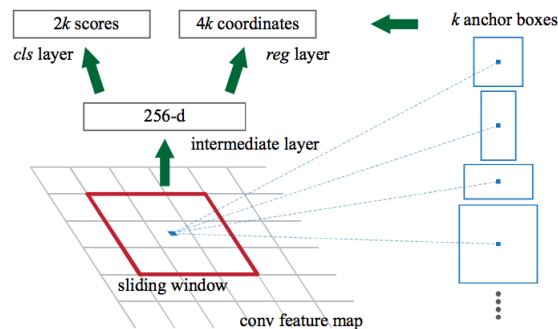 2k scores
4k coordinates
k anchor boxes
cls layer
reg layer
256-d
intermediate layer
sliding window
conv feature map